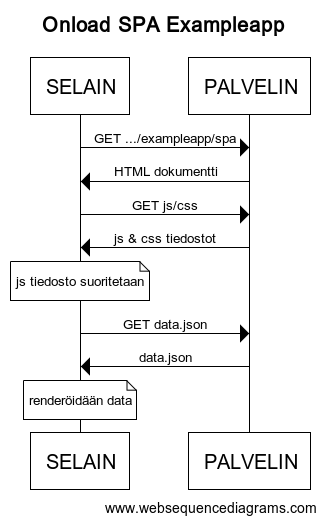 Onload SPA Exampleapp
SELAIN
PALVELIN
GET .../exampleapp/spa
HTML dokumentti
GET js/css
js & css tiedostot
js tiedosto suoritetaan
GET data.json
data.json
renderöidään data
SELAIN
PALVELIN
www.websequencediagrams.com